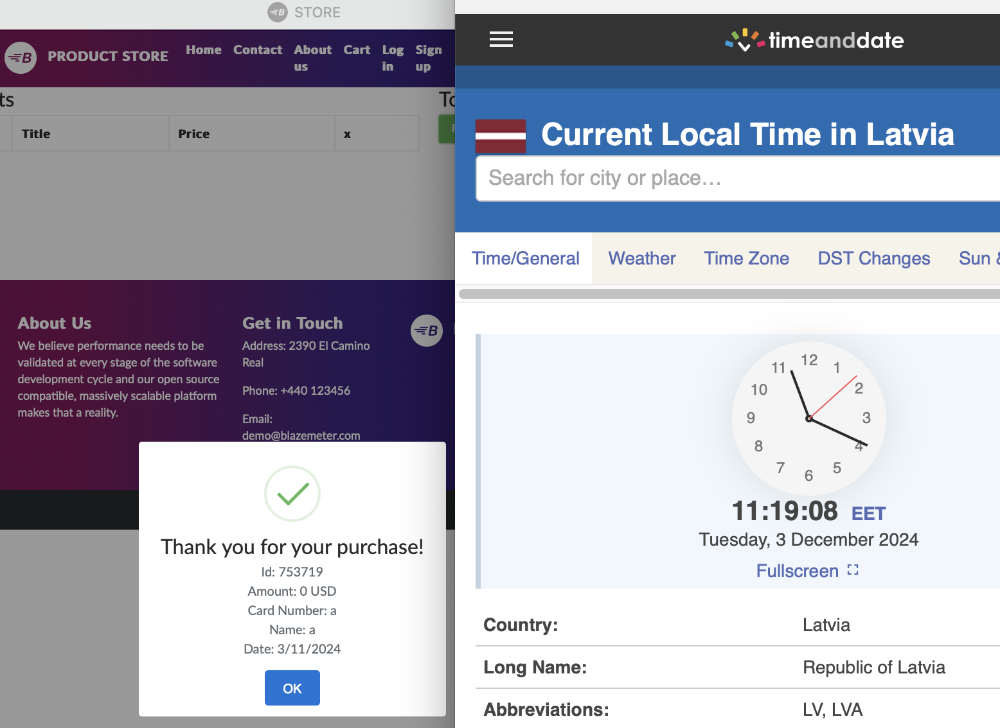 B STORE
B PRODUCT STORE
Home Contact About us Cart Log in Sign up
ts
Title Price x
To
About Us
We believe performance needs to be
validated at every stage of the software
development cycle and our open source
compatible, massively scalable platform
makes that a reality.
Get in Touch
Address: 2390 El Camino
Real
Phone: +440 123456
Email:
demo@blazemeter.com
B
Thank you for your purchase!
Id: 753719
Amount: 0 USD
Card Number: a
Name: a
Date: 3/11/2024
OK
timeanddate
Current Local Time in Latvia
Search for city or place...
Time/General Weather Time Zone DST Changes Sun &
12
1
2
3
4
5
6
7
8
9
10
11
11:19:08 EET
Tuesday, 3 December 2024
Fullscreen
Country: Latvia
Long Name: Republic of Latvia
Abbreviations: LV, LVA